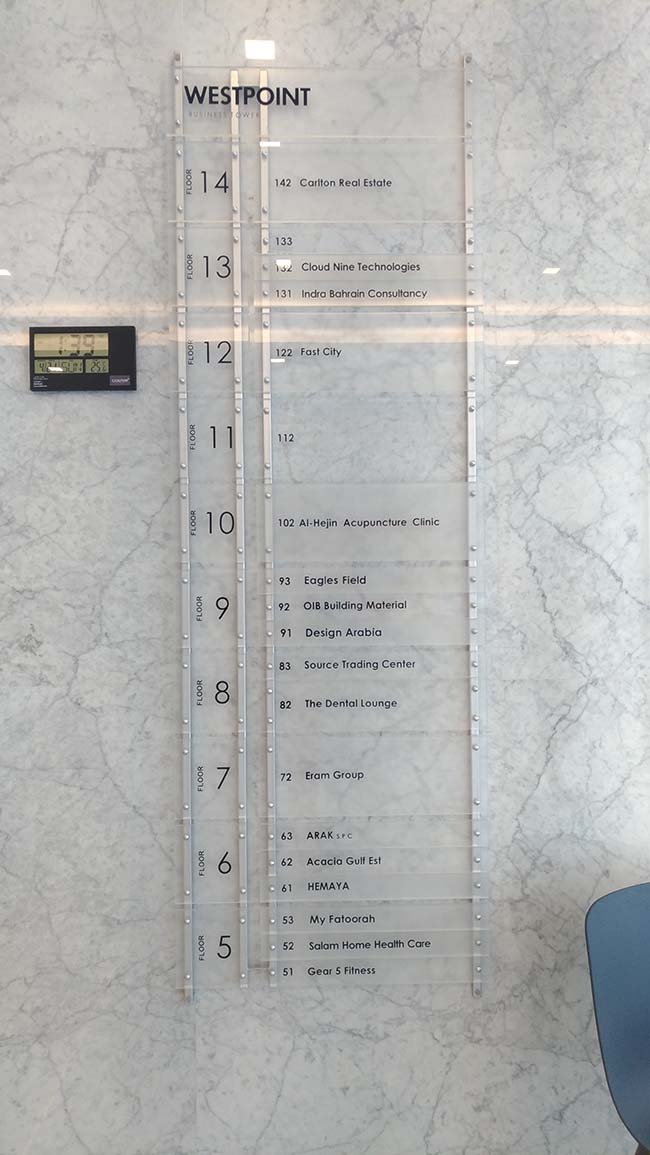 WESTPOINT
BUSINESS TOWER
FLOOR 14
142 Carlton Real Estate
FLOOR 13
133
132 Cloud Nine Technologies
131 Indra Bahrain Consultancy
FLOOR 12
122 Fast City
1:39
SUN
FLOOR 11
112
FLOOR 10
102 Al-Hejin Acupuncture Clinic
FLOOR 9
93 Eagles Field
92 OIB Building Material
91 Design Arabia
FLOOR 8
83 Source Trading Center
82 The Dental Lounge
FLOOR 7
72 Eram Group
FLOOR 6
63 ARAK S.P.C
62 Acacia Gulf Est
61 HEMAYA
FLOOR 5
53 My Fatoorah
52 Salam Home Health Care
51 Gear 5 Fitness